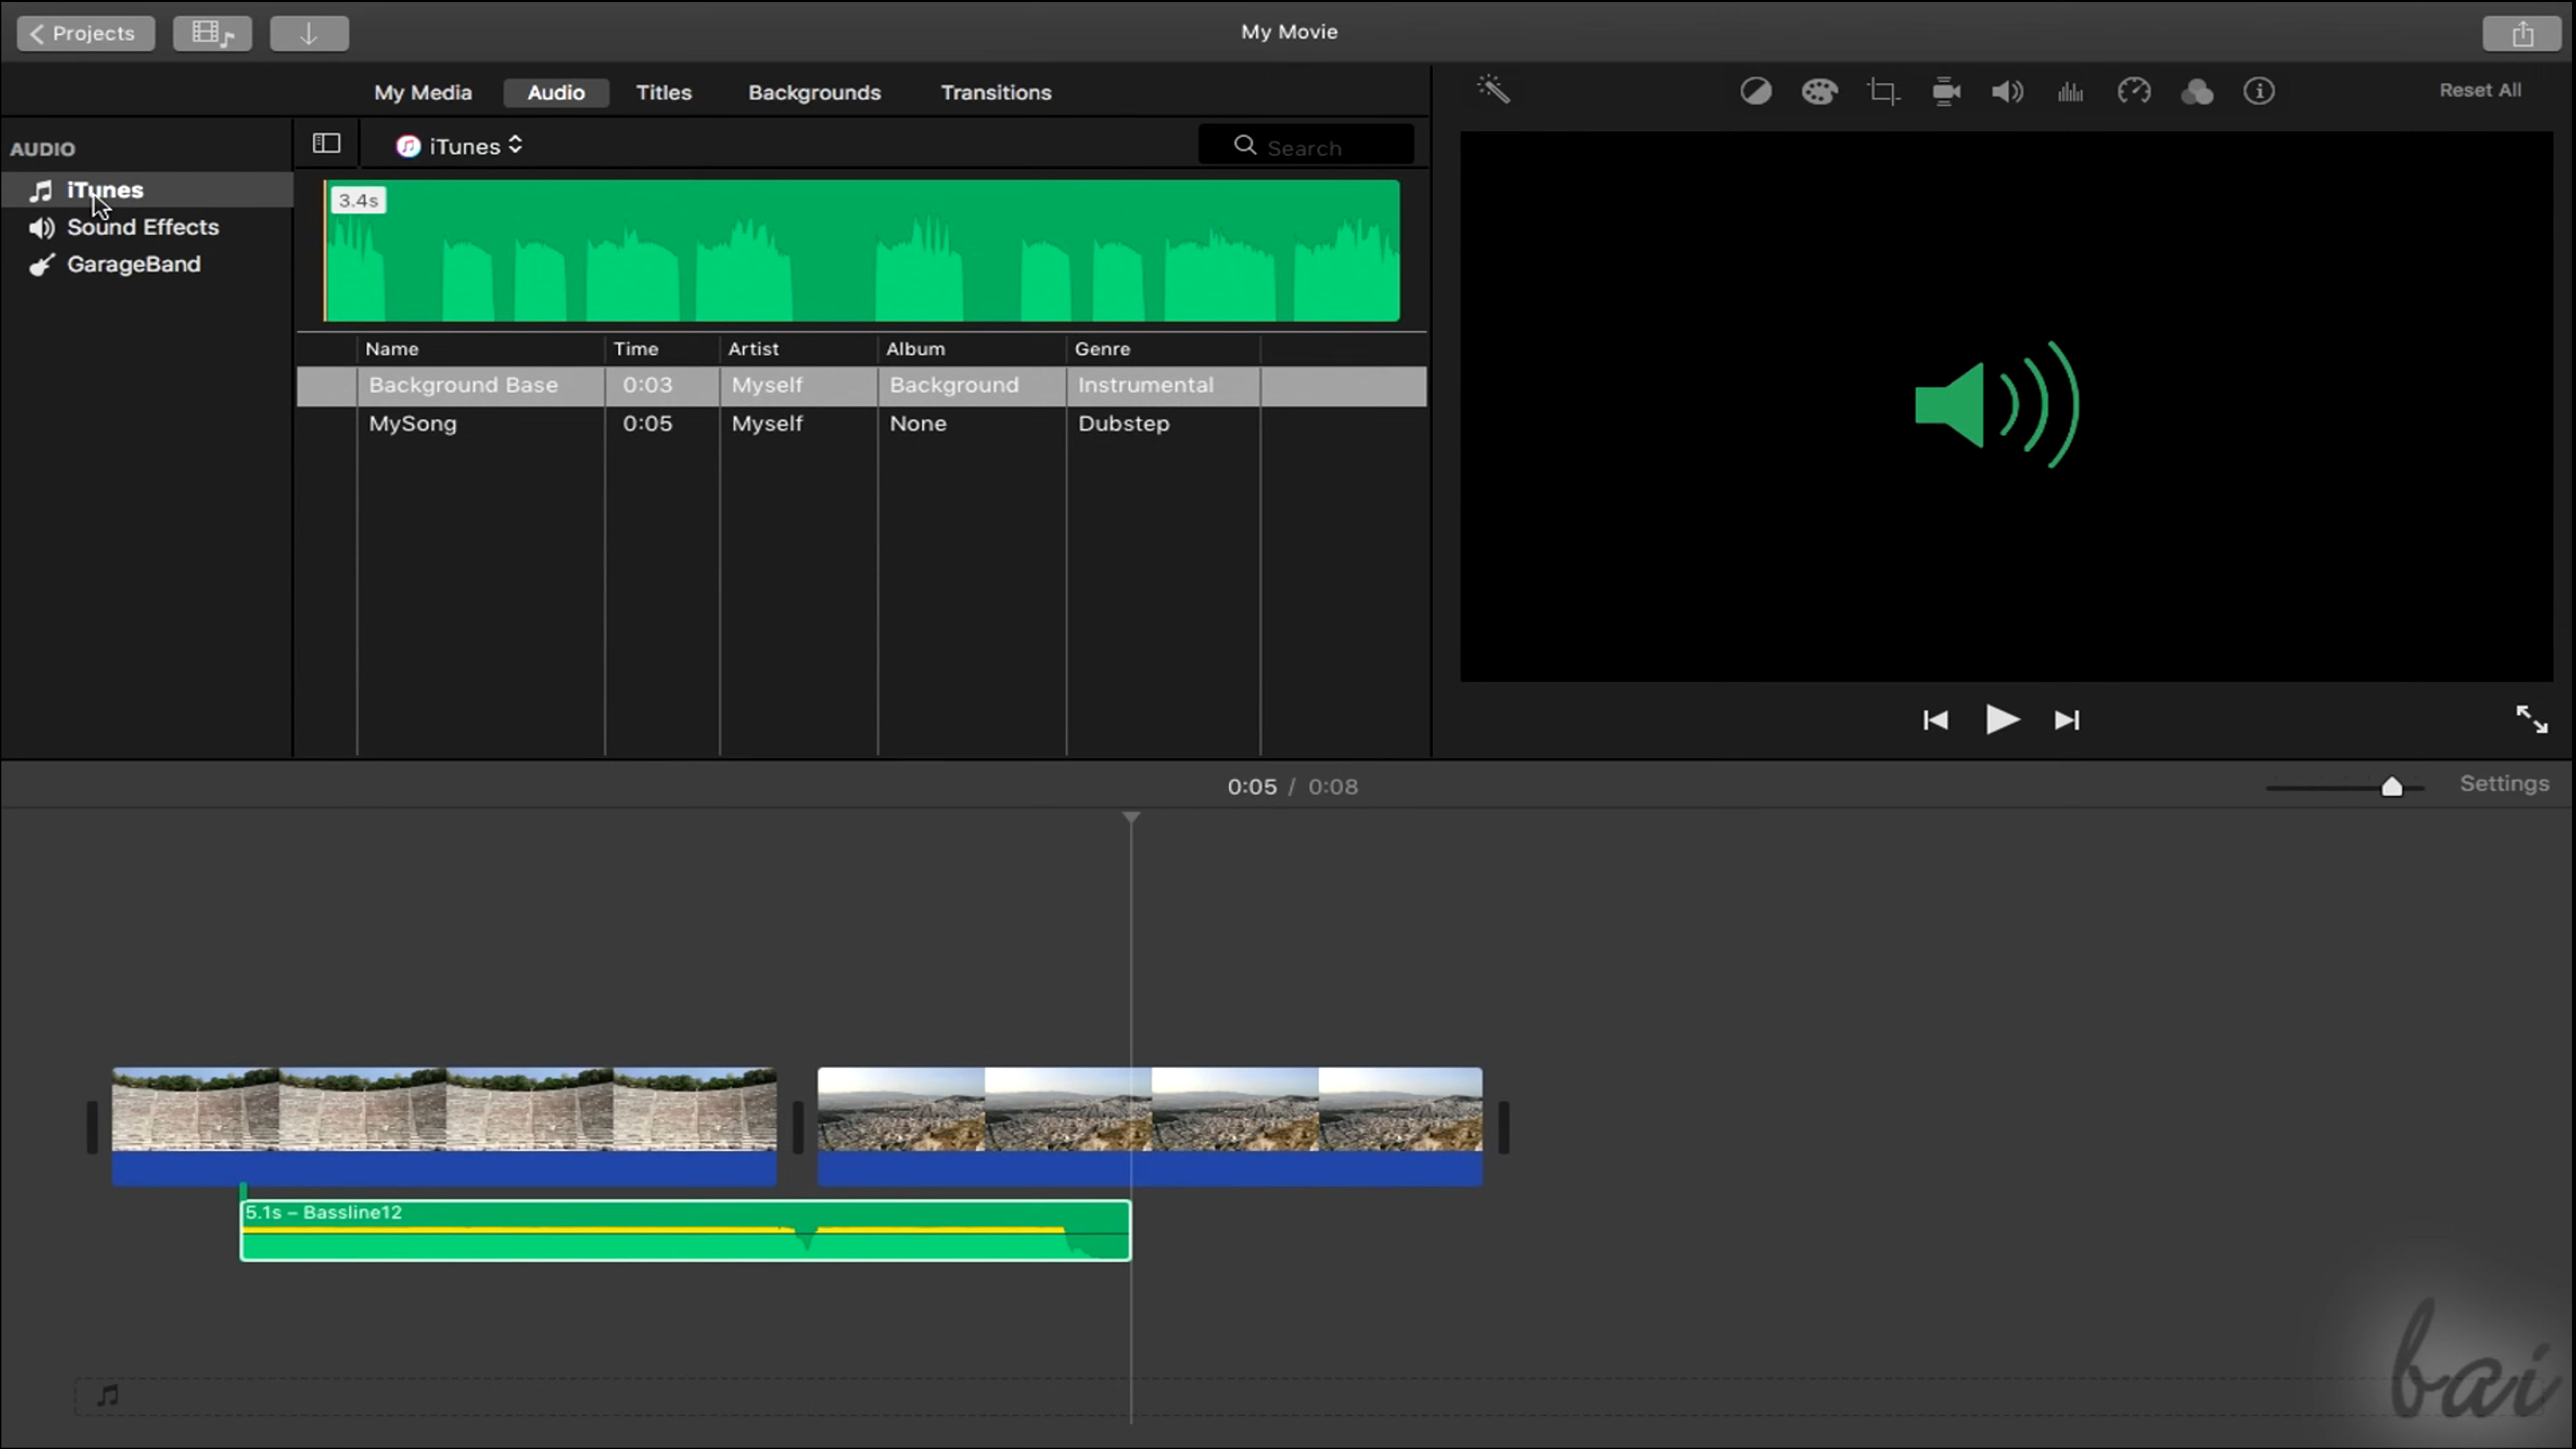 Projects
My Movie
My Media Audio Titles Backgrounds Transitions
Reset All
AUDIO
iTunes
Search
iTunes
Sound Effects
GarageBand
3.4s
Name Time Artist Album Genre
Background Base 0:03 Myself Background Instrumental
MySong 0:05 Myself None Dubstep
0:05 / 0:08
Settings
5.1s – Bassline12
bai